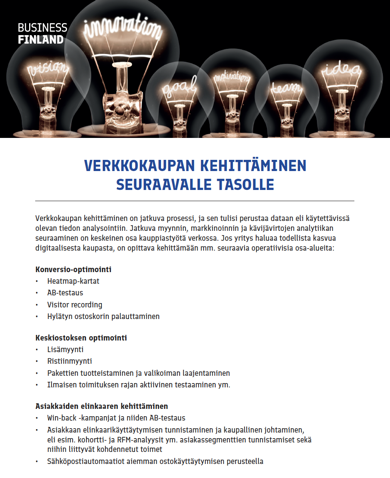 BUSINESS
FINLAND
vision
innovation
goal
team
idea
VERKKOKAUPAN KEHITTÄMINEN
SEURAAVALLE TASOLLE
Verkkokaupan kehittäminen on jatkuva prosessi, ja sen tulisi perustaa dataan eli käytettävissä
olevan tiedon analysointiin. Jatkuva myynnin, markkinoinnin ja kävijävirtojen analytiikan
seuraaminen on keskeinen osa kauppiastyötä verkossa. Jos yritys haluaa todellista kasvua
digitaalisesta kaupasta, on opittava kehittämään mm. seuraavia operatiivisia osa-alueita:
Konversio-optimointi
• Heatmap-kartat
• AB-testaus
• Visitor recording
• Hylätyn ostoskorin palauttaminen
Keskiostoksen optimointi
• Lisämyynti
• Ristiinmyynti
• Pakettien tuotteistaminen ja valikoiman laajentaminen
• Ilmaisen toimituksen rajan aktiivinen testaaminen ym.
Asiakkaiden elinkaaren kehittäminen
• Win-back -kampanjat ja niiden AB-testaus
• Asiakkaan elinkaarikäyttäytymisen tunnistaminen ja kaupallinen johtaminen,
eli esim. kohortti- ja RFM-analyysit ym. asiakassegmenttien tunnistamiset sekä
niihin liittyvät kohdennetut toimet
• Sähköpostiautomaatiot aiemman ostokäyttäytymisen perusteella